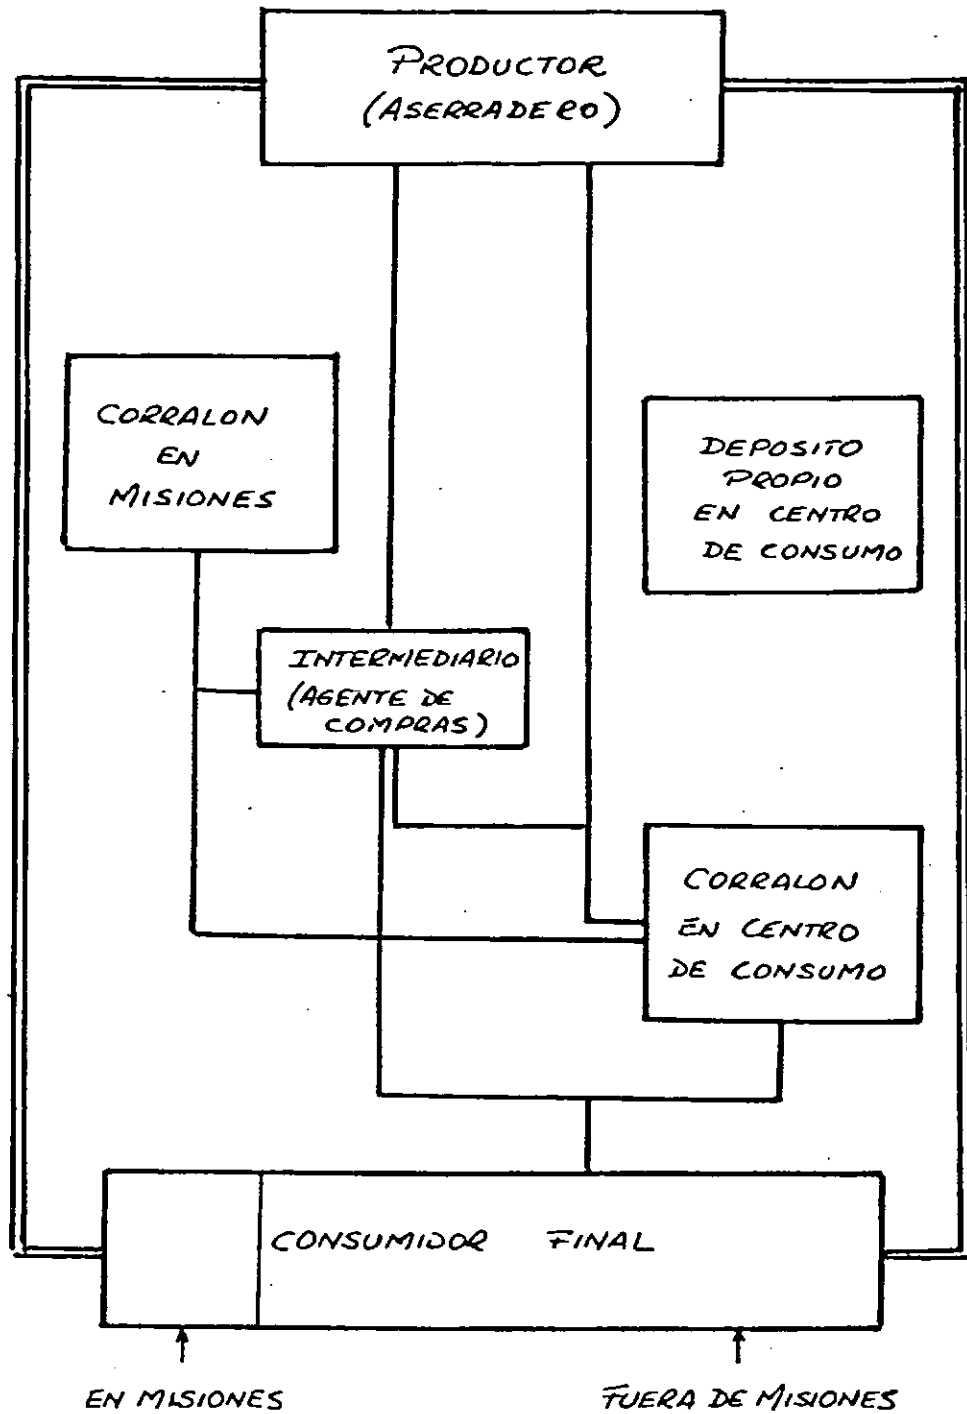 PRODUCTOR
(ASERRADERO)
CORRALON
EN
MISIONES
DEPOSITO
PROPIO
EN CENTRO
DE CONSUMO
INTERMEDIARIO
(AGENTE DE
COMPRAS)
CORRALON
EN CENTRO
DE CONSUMO
CONSUMIDOR FINAL
EN MISIONES
FUERA DE MISIONES